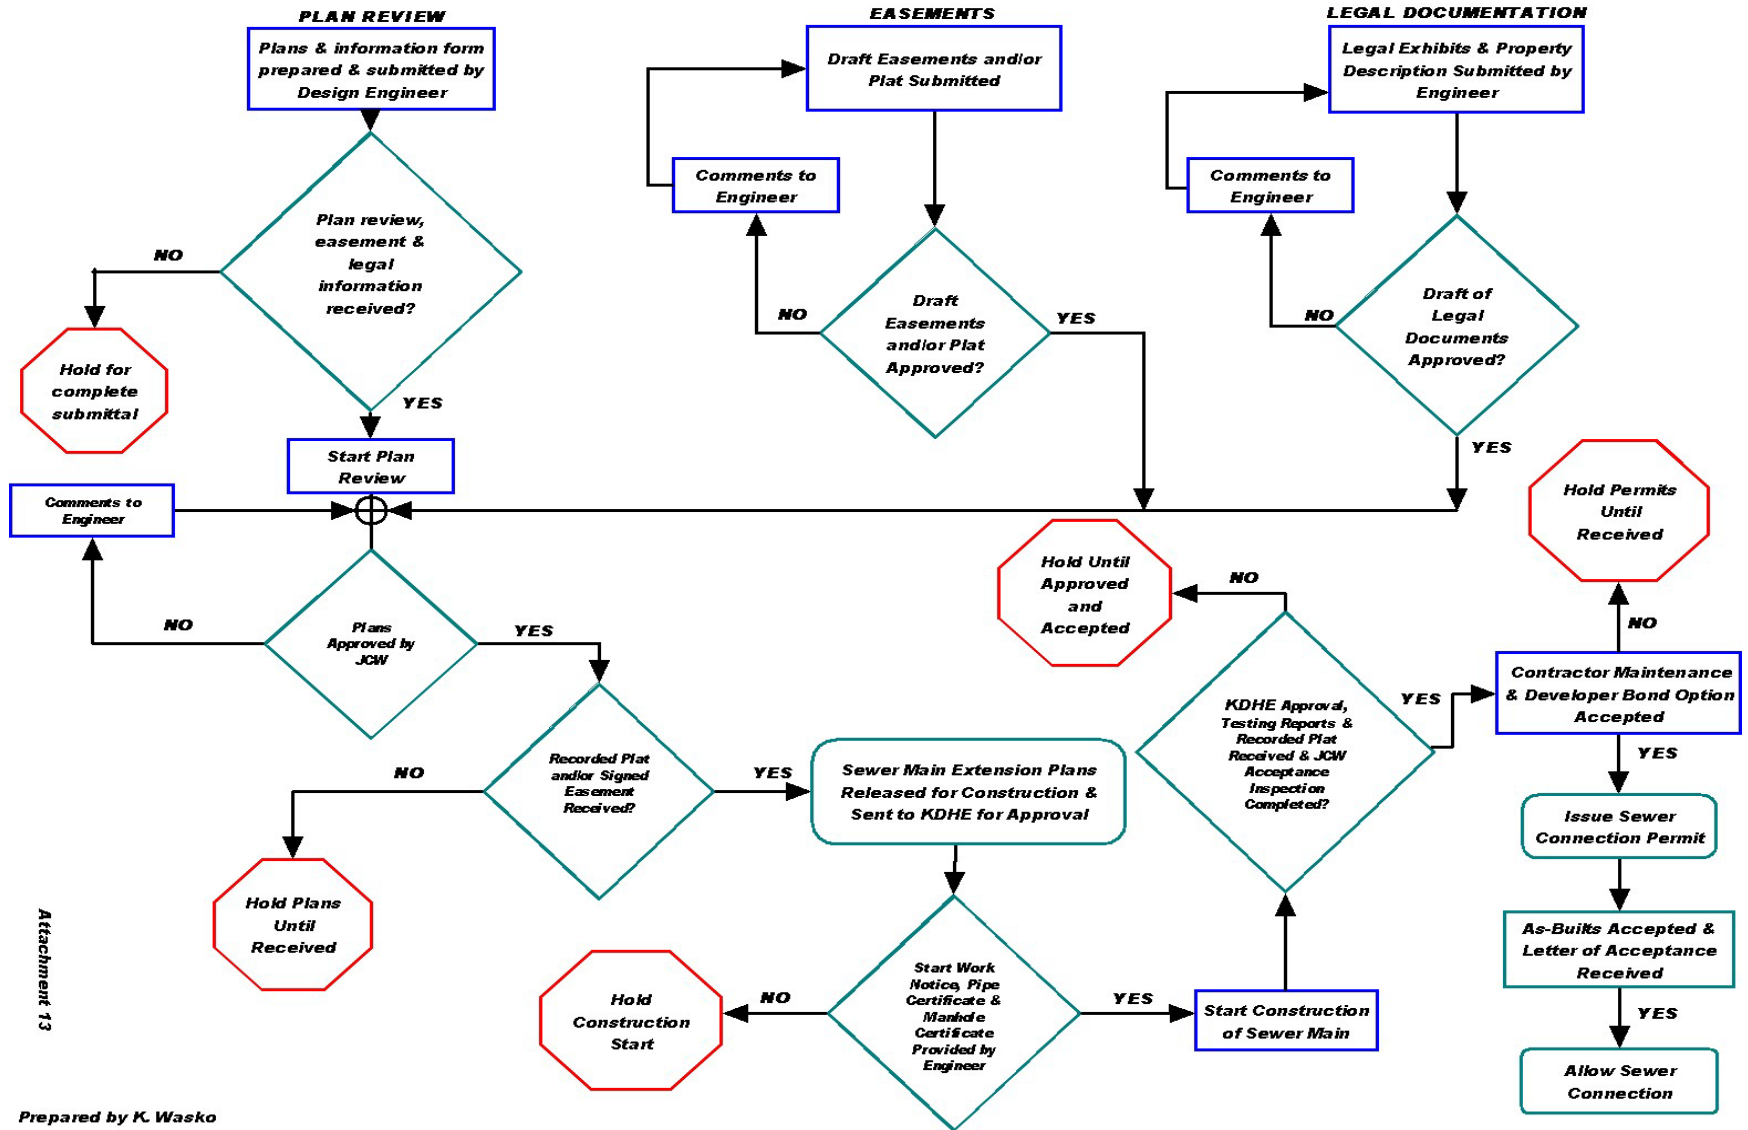 PLAN REVIEW
Plans & information form
prepared & submitted by
Design Engineer
Plan review,
easement &
legal
information
received?
NO
Hold for
complete
submittal
YES
Start Plan
Review
Comments to
Engineer
NO
Plans
Approved by
JCW
YES
EASEMENTS
Draft Easements and/or
Plat Submitted
Comments to
Engineer
NO
Draft
Easements
and/or Plat
Approved?
YES
LEGAL DOCUMENTATION
Legal Exhibits & Property
Description Submitted by
Engineer
Comments to
Engineer
NO
Draft of
Legal
Documents
Approved?
YES
Recorded Plat
and/or Signed
Easement
Received?
NO
Hold Plans
Until
Received
YES
Sewer Main Extension Plans
Released for Construction &
Sent to KDHE for Approval
Start Work
Notice, Pipe
Certificate &
Manhole
Certificate
Provided by
Engineer
NO
Hold
Construction
Start
YES
Start Construction
of Sewer Main
KDHE Approval,
Testing Reports &
Recorded Plat
Received & JCW
Acceptance
Inspection
Completed?
NO
Hold Until
Approved
and
Accepted
YES
Contractor Maintenance
& Developer Bond Option
Accepted
NO
Hold Permits
Until
Received
YES
Issue Sewer
Connection Permit
As-Builts Accepted &
Letter of Acceptance
Received
YES
Allow Sewer
Connection
Attachment 13
Prepared by K. Wasko